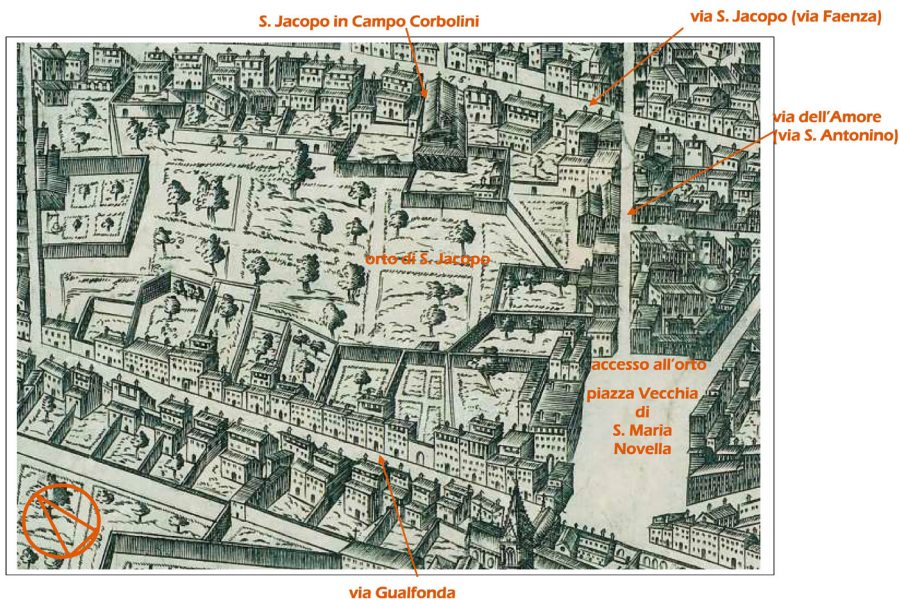 S. Jacopo in Campo Corbolini
via S. Jacopo (via Faenza)
75
via dell'Amore
(via S. Antonino)
orto di S. Jacopo
accesso all'orto
piazza Vecchia
di
S. Maria
Novella
via Gualfonda